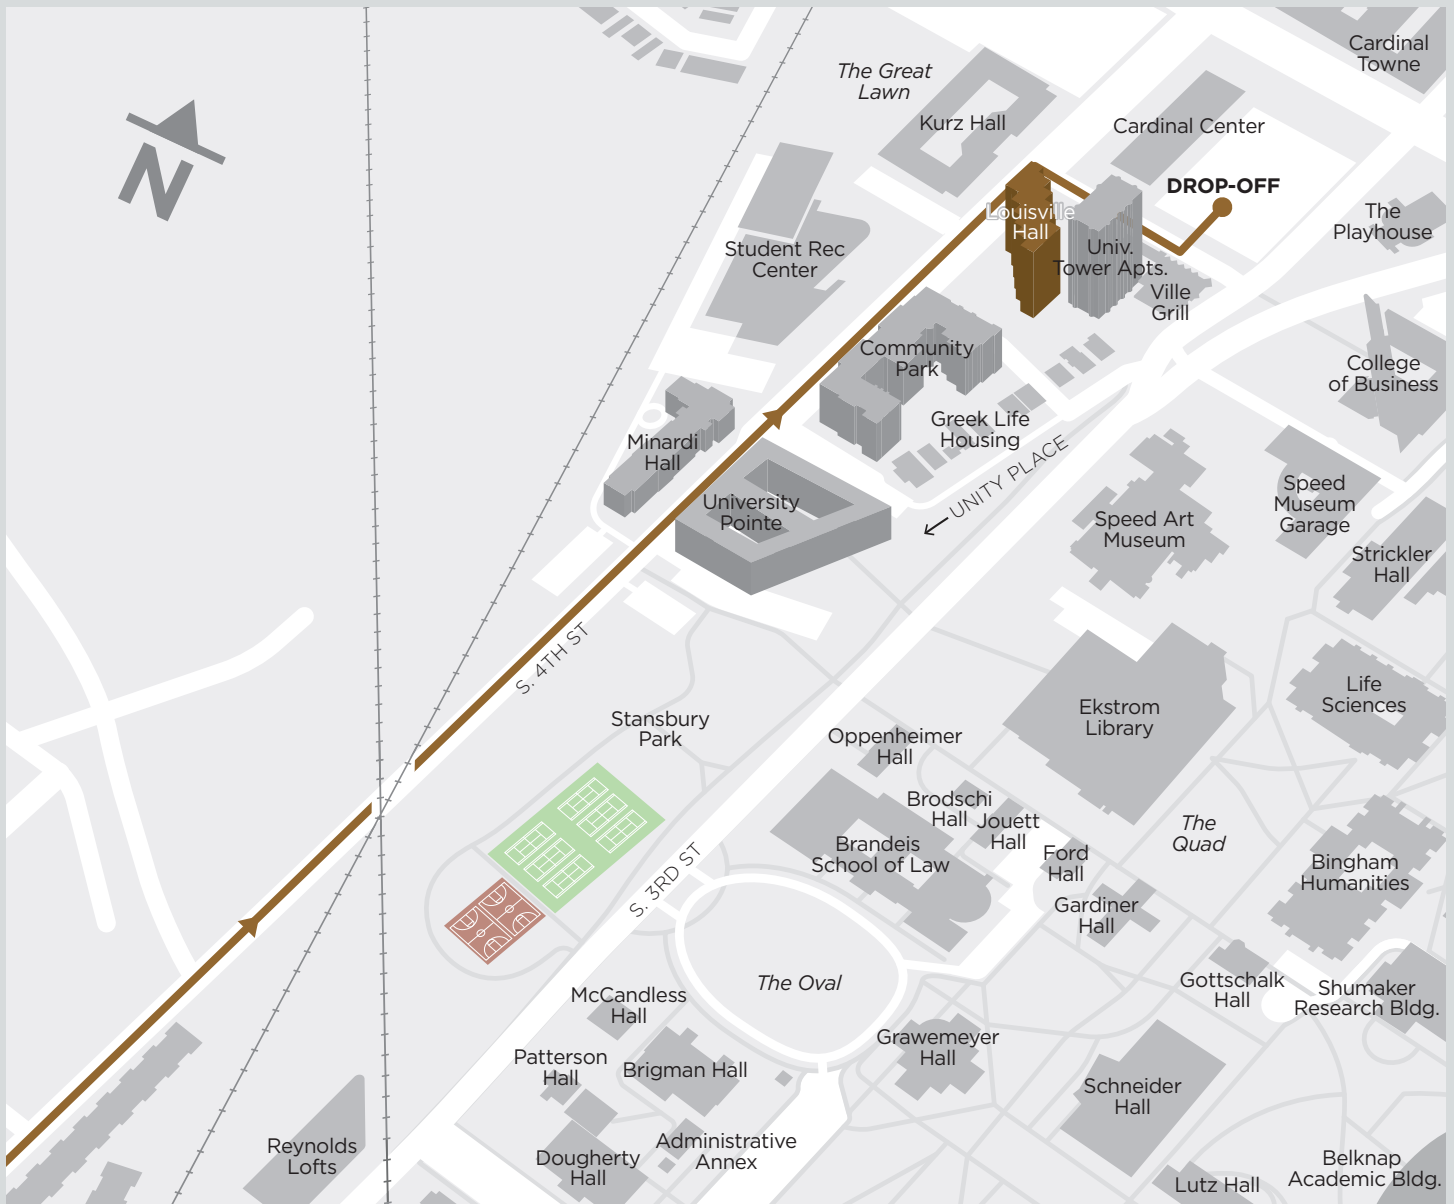 Cardinal
Towne
The Great
Lawn
Kurz Hall
Cardinal Center
DROP-OFF
Louisville
Hall
The
Playhouse
Student Rec
Center
Univ.
Tower Apts.
Ville
Grill
Community
Park
College
of Business
Greek Life
Housing
Minardi
Hall
UNITY PLACE
University
Pointe
Speed Art
Museum
Speed
Museum
Garage
Strickler
Hall
N
S. 4TH ST
Stansbury
Park
Ekstrom
Library
Life
Sciences
Oppenheimer
Hall
Brodschi
Hall
Jouett
Hall
The
Quad
Brandeis
School of Law
Ford
Hall
Bingham
Humanities
S. 3RD ST
Gardiner
Hall
The Oval
Gottschalk
Hall
Shumaker
Research Bldg.
McCandless
Hall
Grawemeyer
Hall
Patterson
Hall
Brigman Hall
Schneider
Hall
Reynolds
Lofts
Administrative
Annex
Dougherty
Hall
Lutz Hall
Belknap
Academic Bldg.